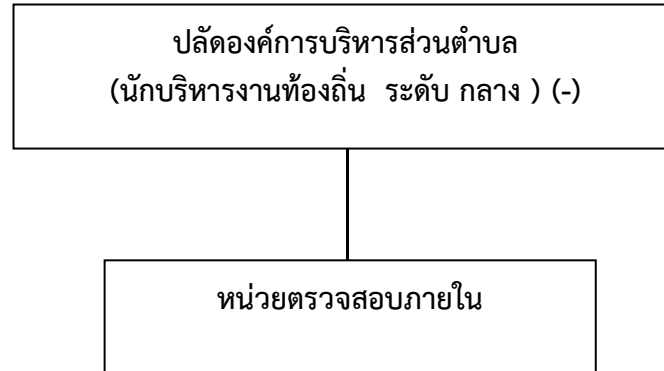 ปลัดองค์การบริหารส่วนตำบล
(นักบริหารงานท้องถิ่น ระดับ กลาง ) (-)
หน่วยตรวจสอบภายใน